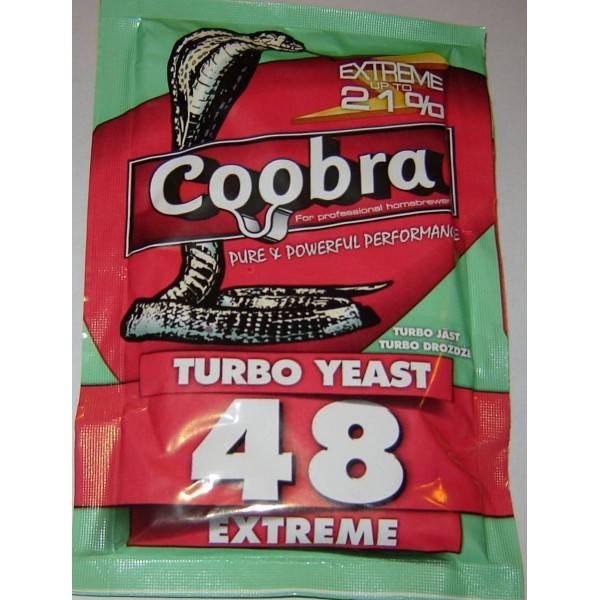 EXTREME
UP TO
21%
Coobra
For professional homebrewer
PURE & POWERFUL PERFORMANCE
TURBO JÄST
TURBO DROŻDŻE
TURBO YEAST
48
EXTREME